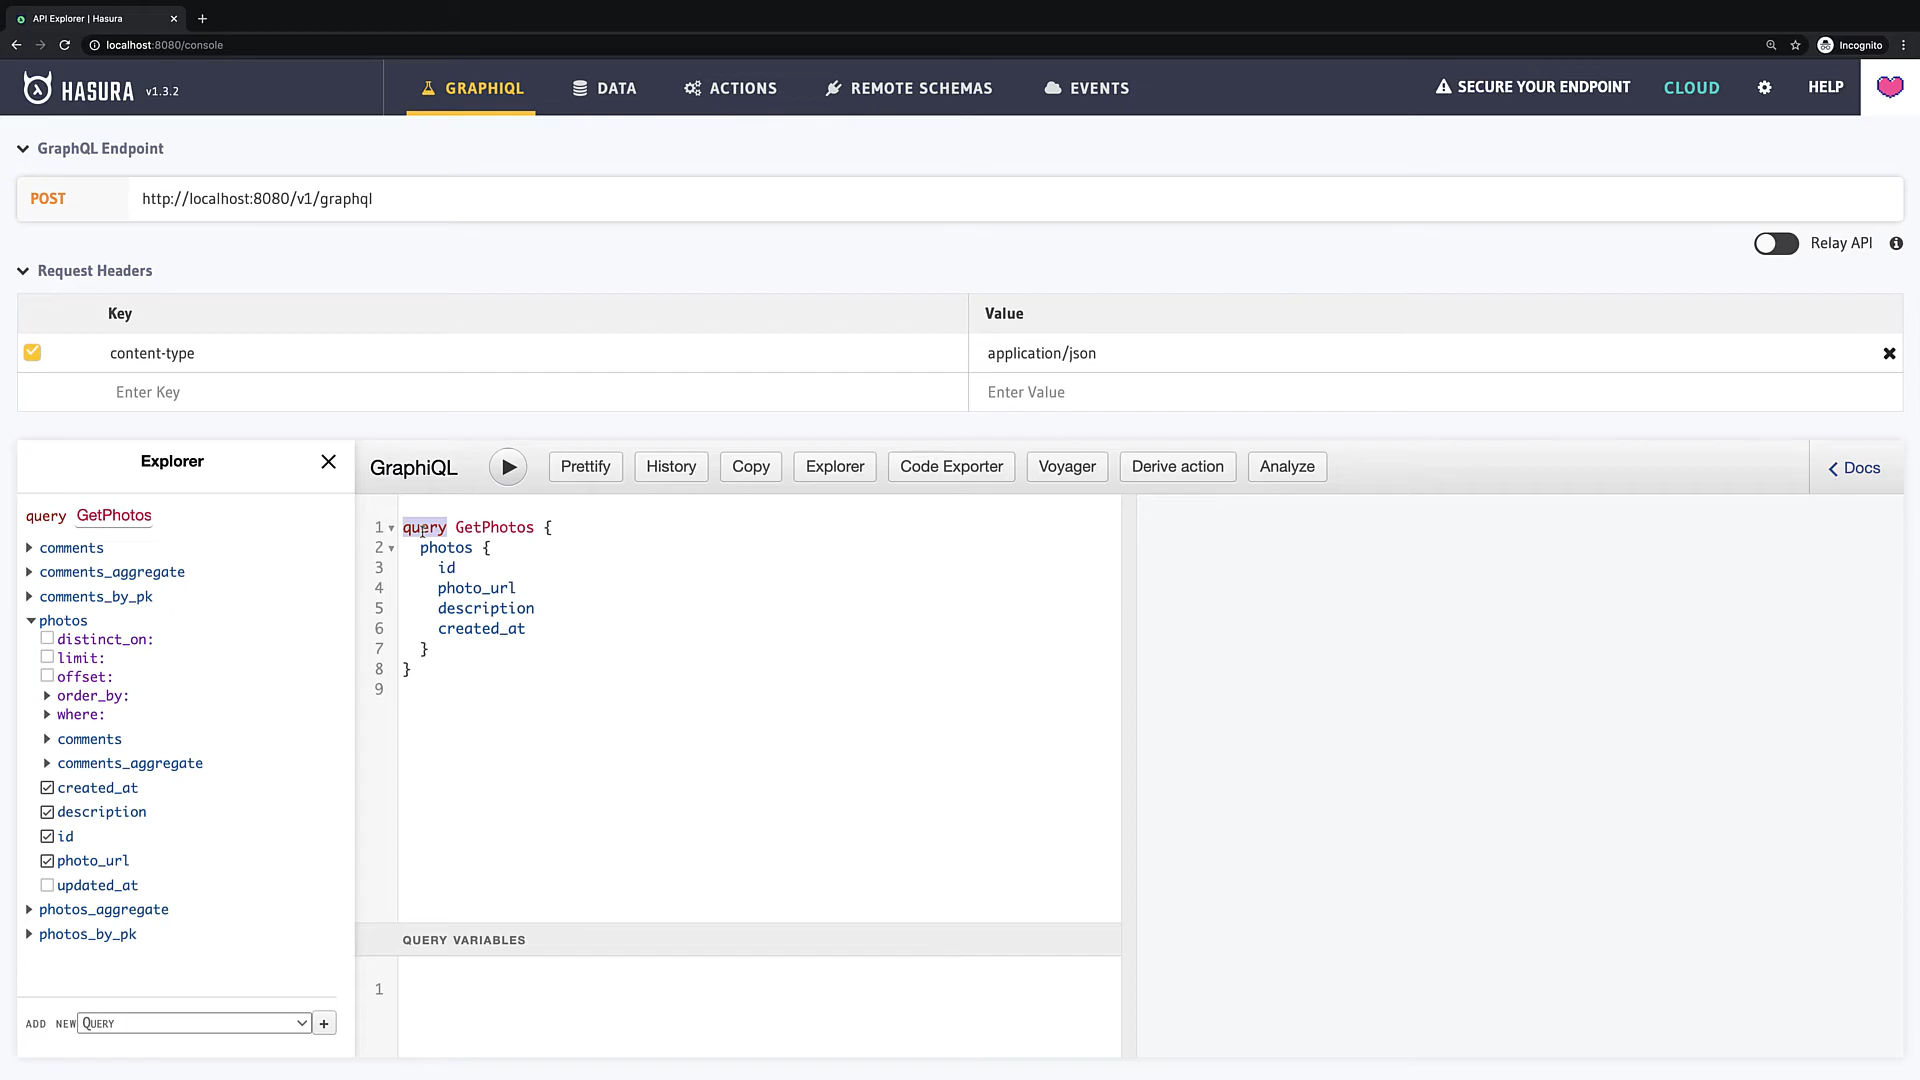 API Explorer | Hasura
localhost:8080/console
Incognito
HASURA v1.3.2
GRAPHIQL
DATA
ACTIONS
REMOTE SCHEMAS
EVENTS
SECURE YOUR ENDPOINT
CLOUD
HELP
GraphQL Endpoint
POST
http://localhost:8080/v1/graphql
Relay API
Request Headers
Key
Value
content-type
application/json
Enter Key
Enter Value
Explorer
GraphiQL
Prettify
History
Copy
Explorer
Code Exporter
Voyager
Derive action
Analyze
Docs
query GetPhotos
comments
comments_aggregate
comments_by_pk
photos
distinct_on:
limit:
offset:
order_by:
where:
comments
comments_aggregate
created_at
description
id
photo_url
updated_at
photos_aggregate
photos_by_pk
ADD NEW
QUERY
+
1 query GetPhotos {
2 photos {
3 id
4 photo_url
5 description
6 created_at
7 }
8 }
9
QUERY VARIABLES
1